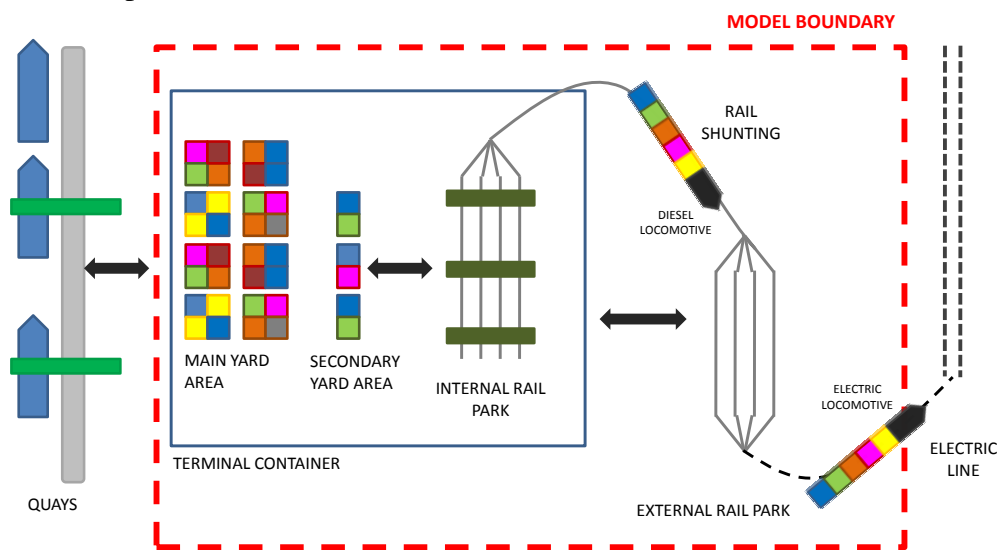 MODEL BOUNDARY
RAIL
SHUNTING
DIESEL
LOCOMOTIVE
MAIN YARD
AREA
SECONDARY
YARD AREA
INTERNAL RAIL
PARK
ELECTRIC
LOCOMOTIVE
TERMINAL CONTAINER
ELECTRIC
LINE
QUAYS
EXTERNAL RAIL PARK